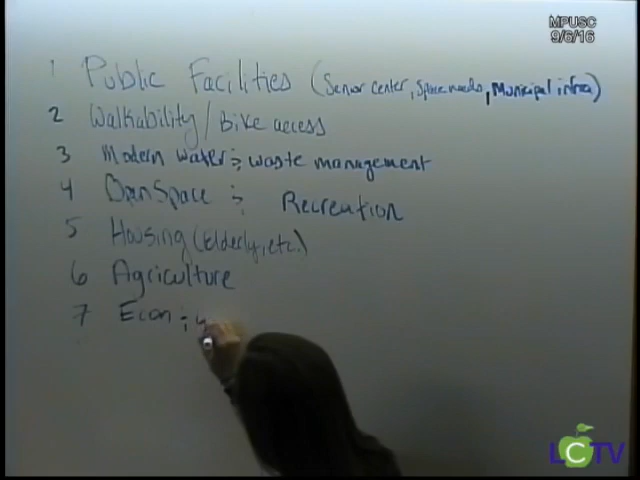 MPUSC
9/6/16
1 Public Facilities (Senior center, Space needs, Municipal infra)
2 Walkability/Bike access
3 Modern water & waste management
4 Open Space & Recreation
5 Housing (Elderly, etc.)
6 Agriculture
7 Econ
LCTV